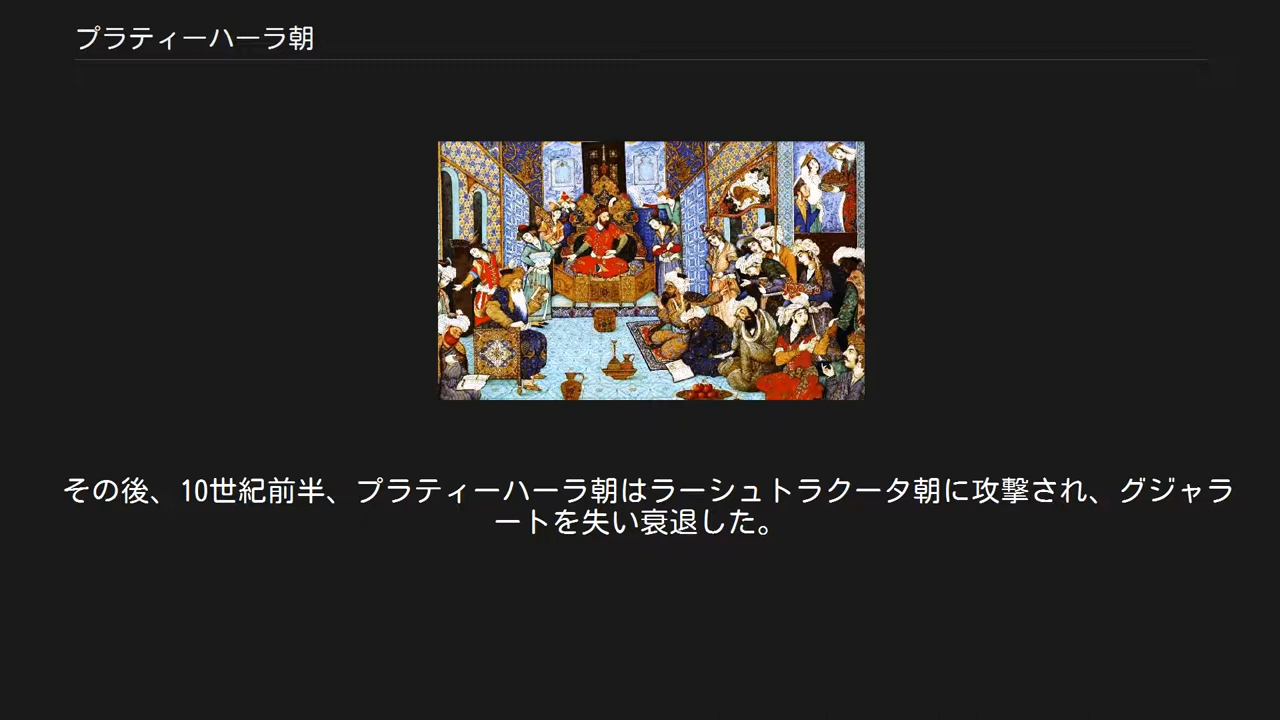 プラティーハーラ朝
その後、10世紀前半、プラティーハーラ朝はラーシュトラクータ朝に攻撃され、グジャラ
ートを失い衰退した。